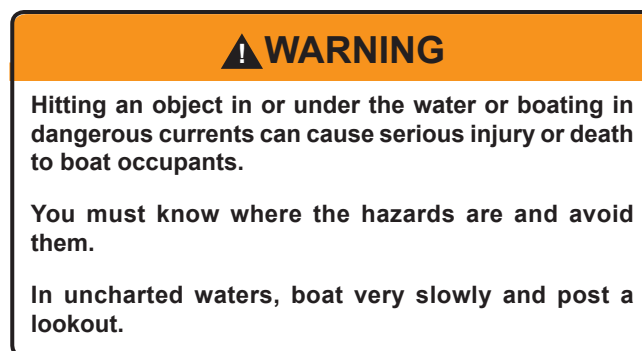 WARNING
Hitting an object in or under the water or boating in
dangerous currents can cause serious injury or death
to boat occupants.
You must know where the hazards are and avoid
them.
In uncharted waters, boat very slowly and post a
lookout.